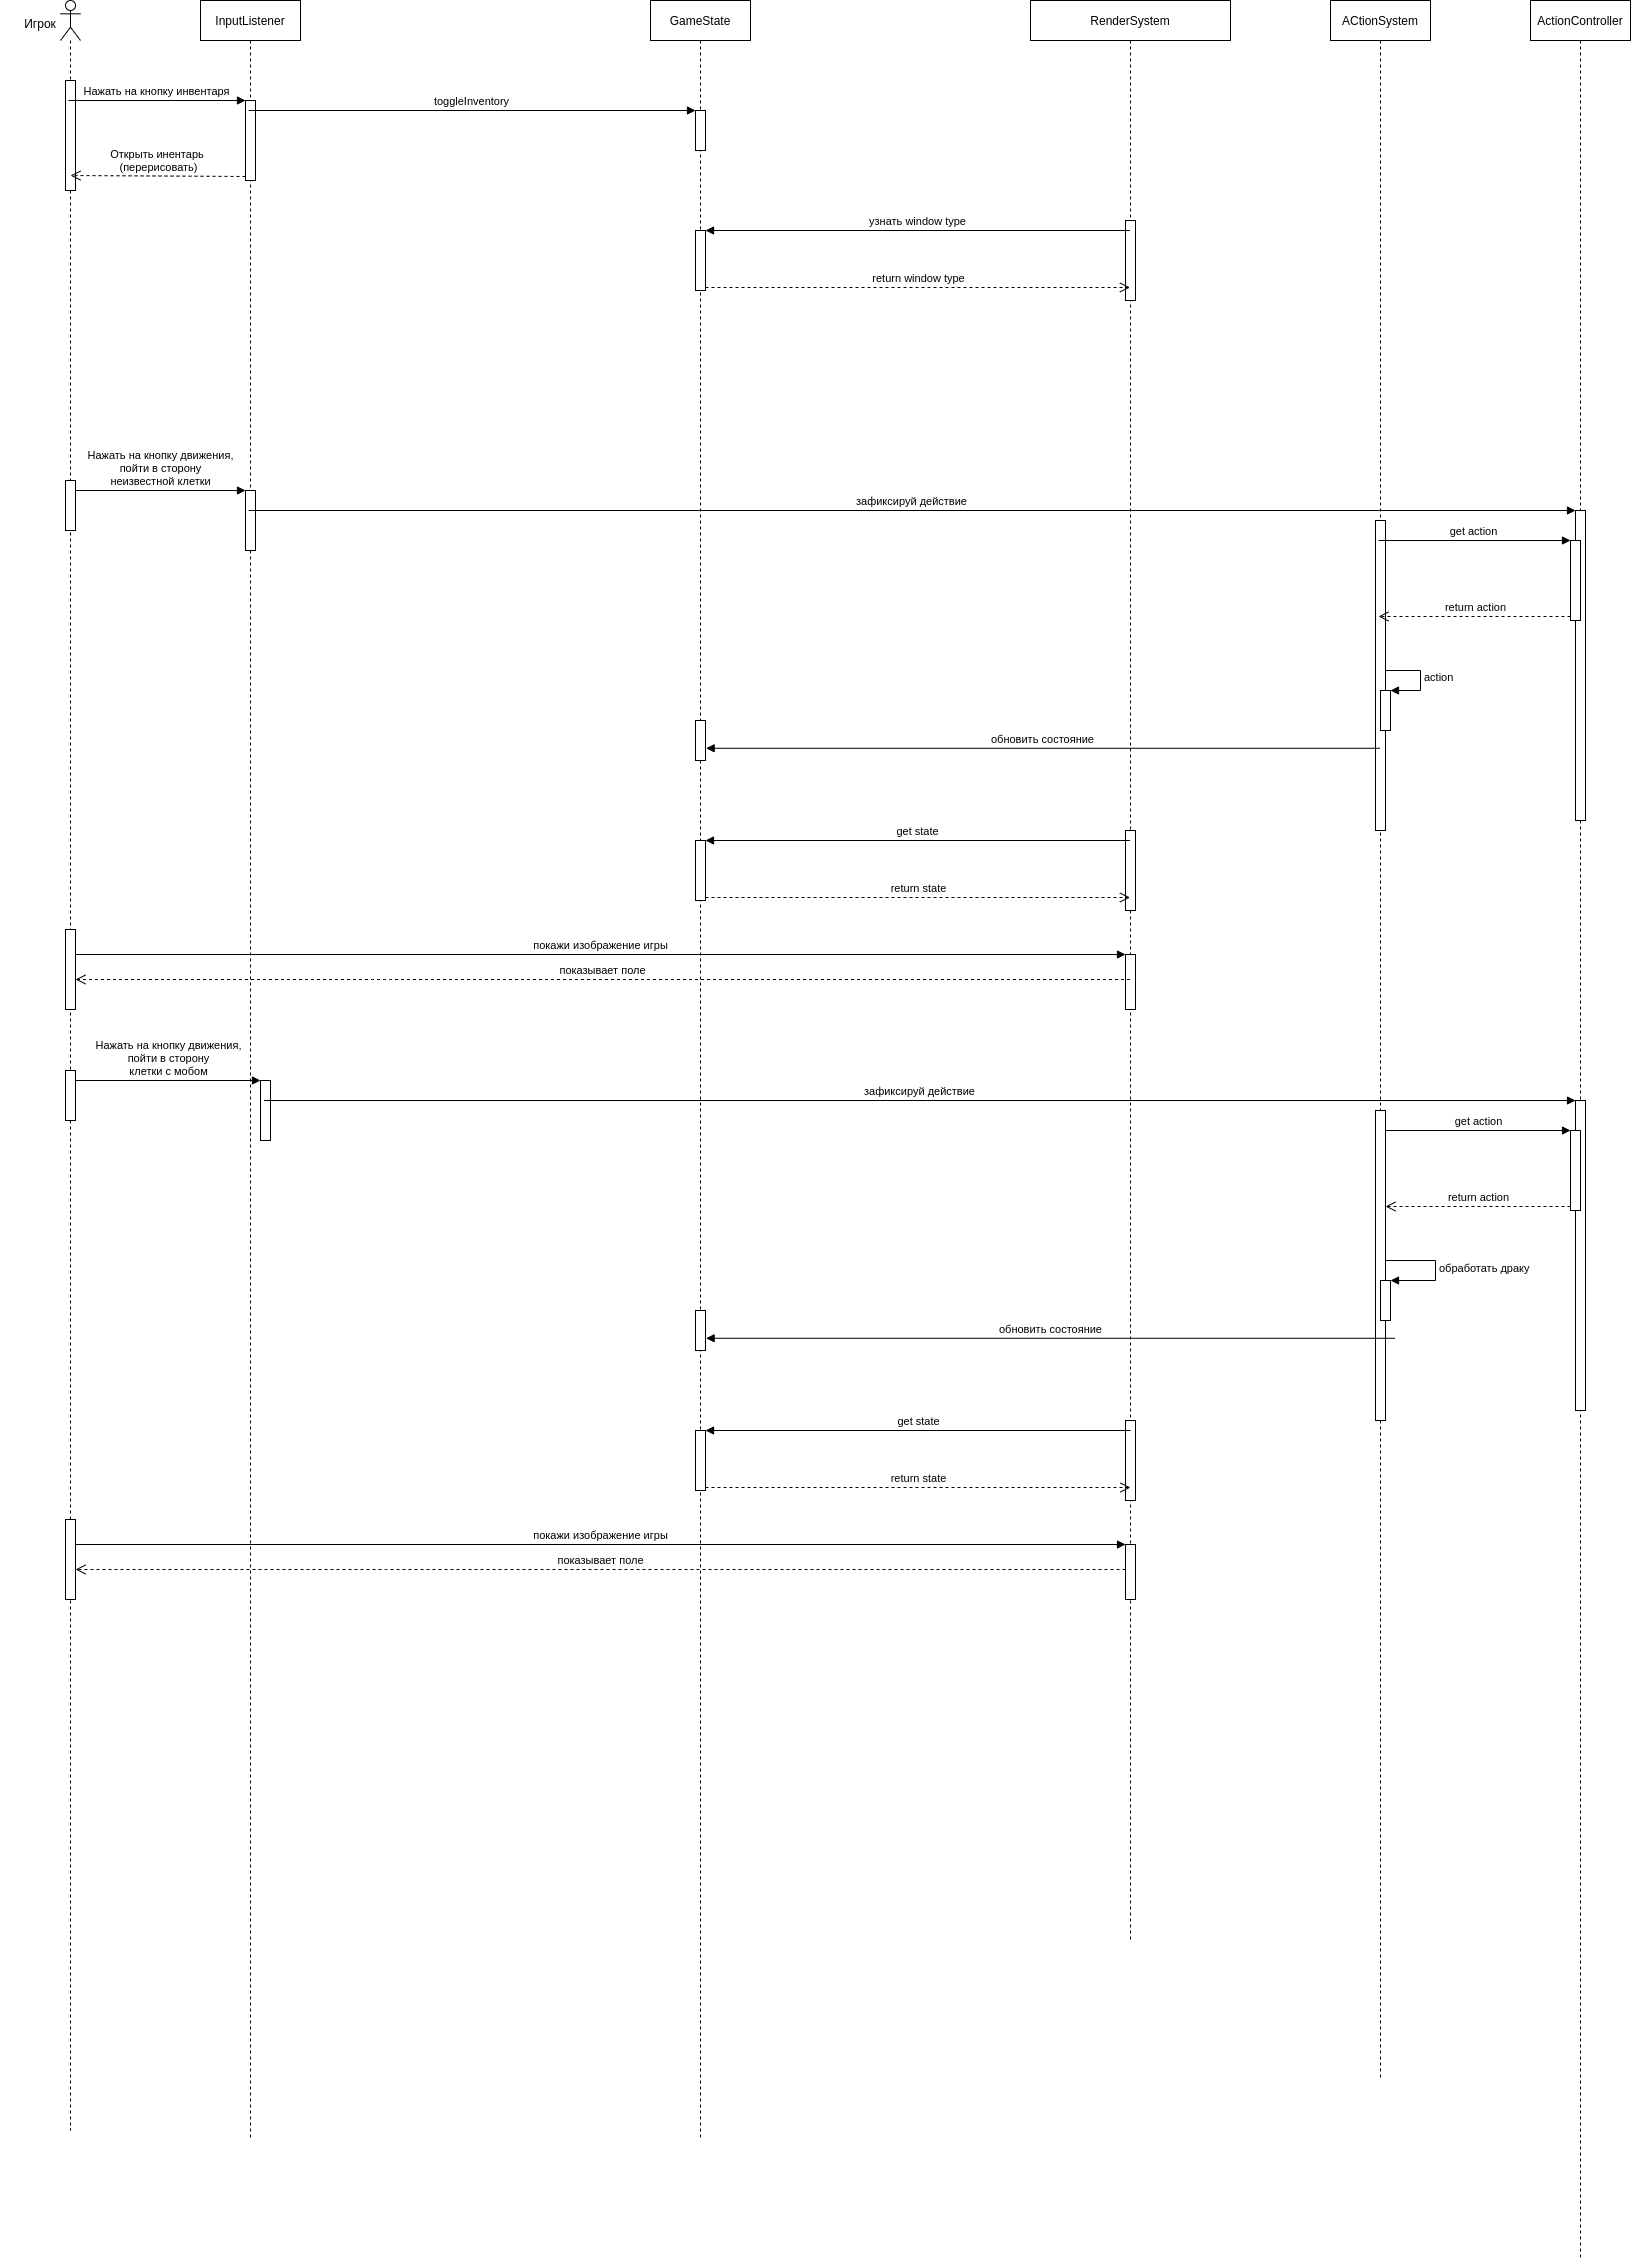 Игрок
InputListener
GameState
RenderSystem
ACtionSystem
ActionController
Нажать на кнопку инвентаря
toggleInventory
Открыть инентарь
(перерисовать)
узнать window type
return window type
Нажать на кнопку движения,
пойти в сторону
неизвестной клетки
зафиксируй действие
get action
return action
action
обновить состояние
get state
return state
покажи изображение игры
показывает поле
Нажать на кнопку движения,
пойти в сторону
клетки с мобом
зафиксируй действие
get action
return action
обработать драку
обновить состояние
get state
return state
покажи изображение игры
показывает поле